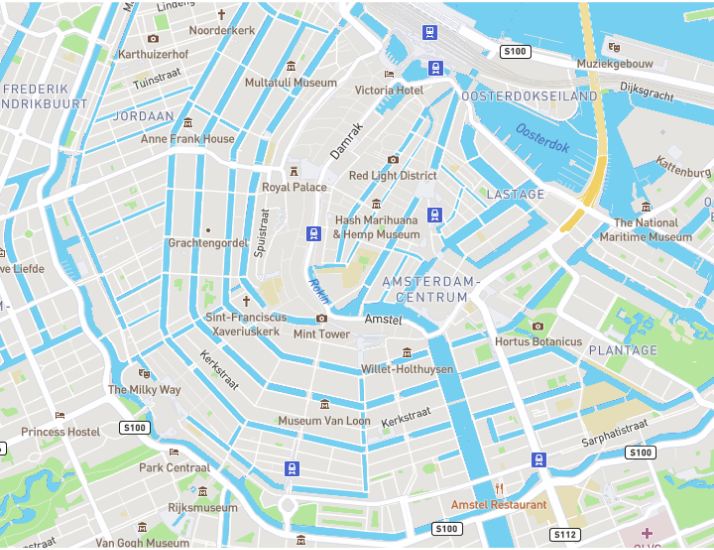 Lindeng
Noorderkerk
Karthuizerhof
S100
Muziekgebouw
Tuinstraat
Multatuli Museum
Victoria Hotel
FREDERIK
NDRIKBUURT
OOSTERDOKSEILAND
Dijksgracht
JORDAAN
Anne Frank House
Damrak
Oosterdok
Red Light District
Kattenburg
Royal Palace
LASTAGE
Spuistraat
Hash Marihuana
& Hemp Museum
The National
Maritime Museum
Grachtengordel
we Liefde
AMSTERDAM-
CENTRUM
Rokin
Sint-Franciscus
Xaveriuskerk
Mint Tower
Amstel
Hortus Botanicus
PLANTAGE
Kerkstraat
Willet-Holthuysen
The Milky Way
Museum Van Loon
Kerkstraat
Princess Hostel
S100
Sarphatistraat
S100
Park Centraal
Rijksmuseum
Amstel Restaurant
S100
S112
Van Gogh Museum
straat